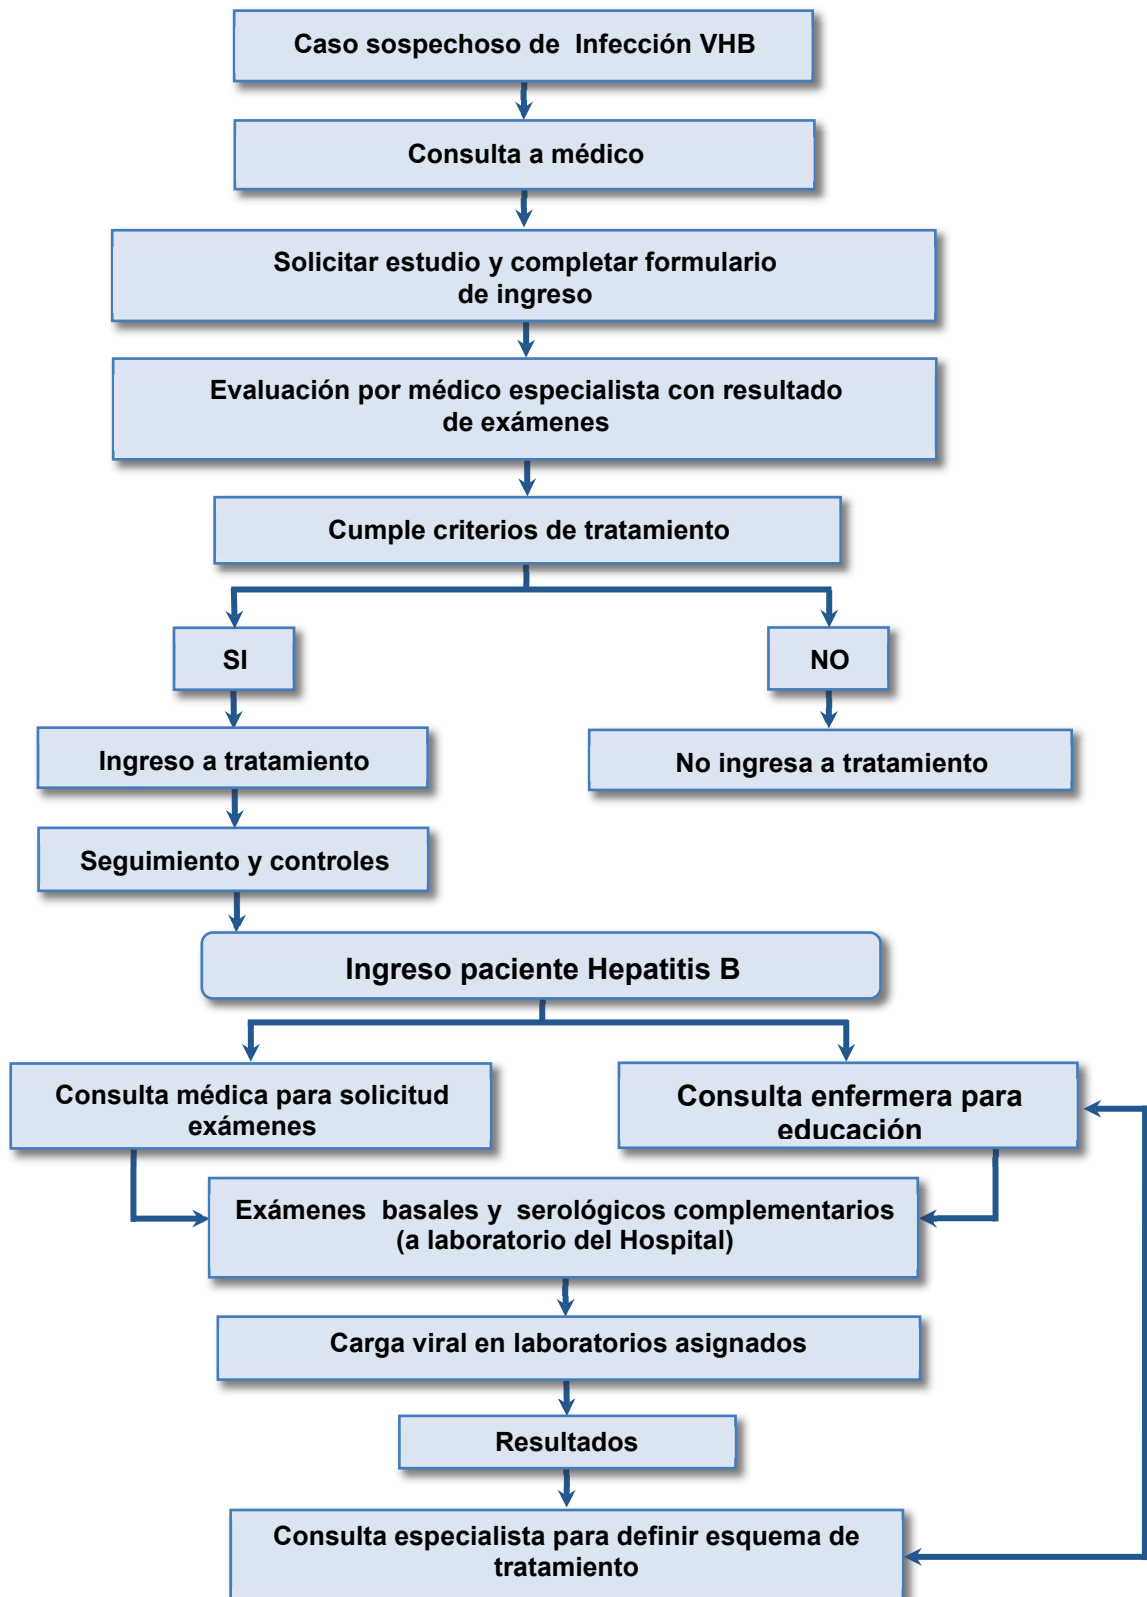 Caso sospechoso de Infección VHB
Consulta a médico
Solicitar estudio y completar formulario
de ingreso
Evaluación por médico especialista con resultado
de exámenes
Cumple criterios de tratamiento
SI
NO
Ingreso a tratamiento
No ingresa a tratamiento
Seguimiento y controles
Ingreso paciente Hepatitis B
Consulta médica para solicitud
exámenes
Consulta enfermera para
educación
Exámenes basales y serológicos complementarios
(a laboratorio del Hospital)
Carga viral en laboratorios asignados
Resultados
Consulta especialista para definir esquema de
tratamiento